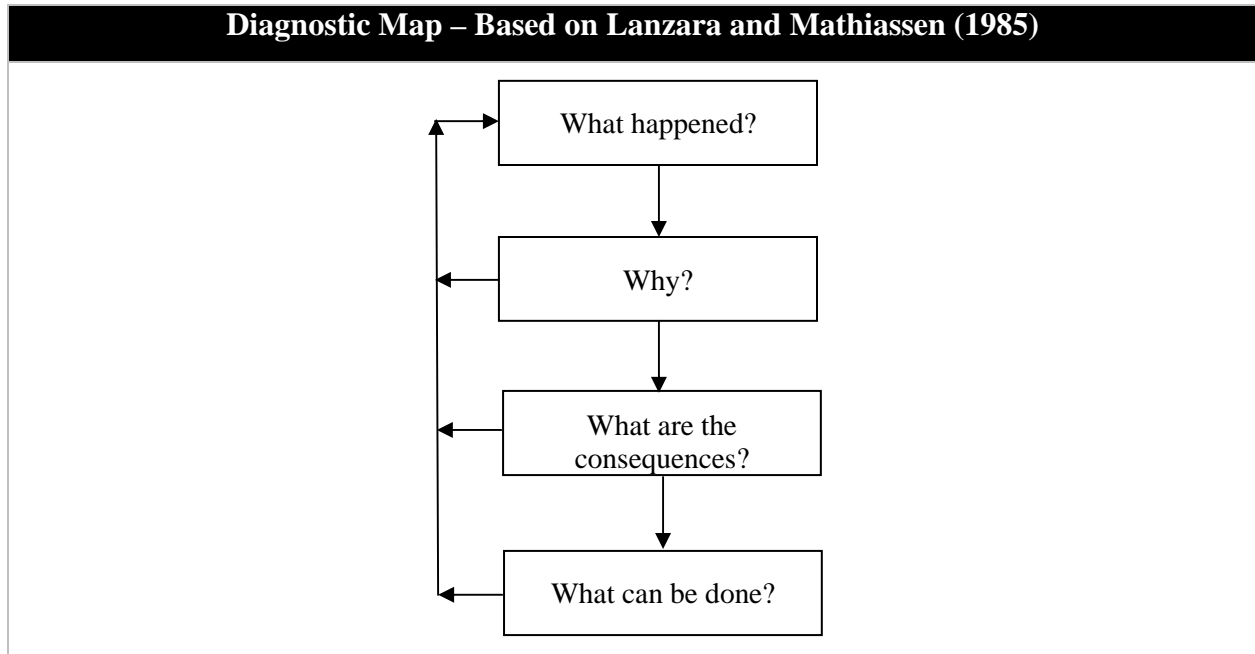 Diagnostic Map – Based on Lanzara and Mathiassen (1985)
What happened?
Why?
What are the
consequences?
What can be done?